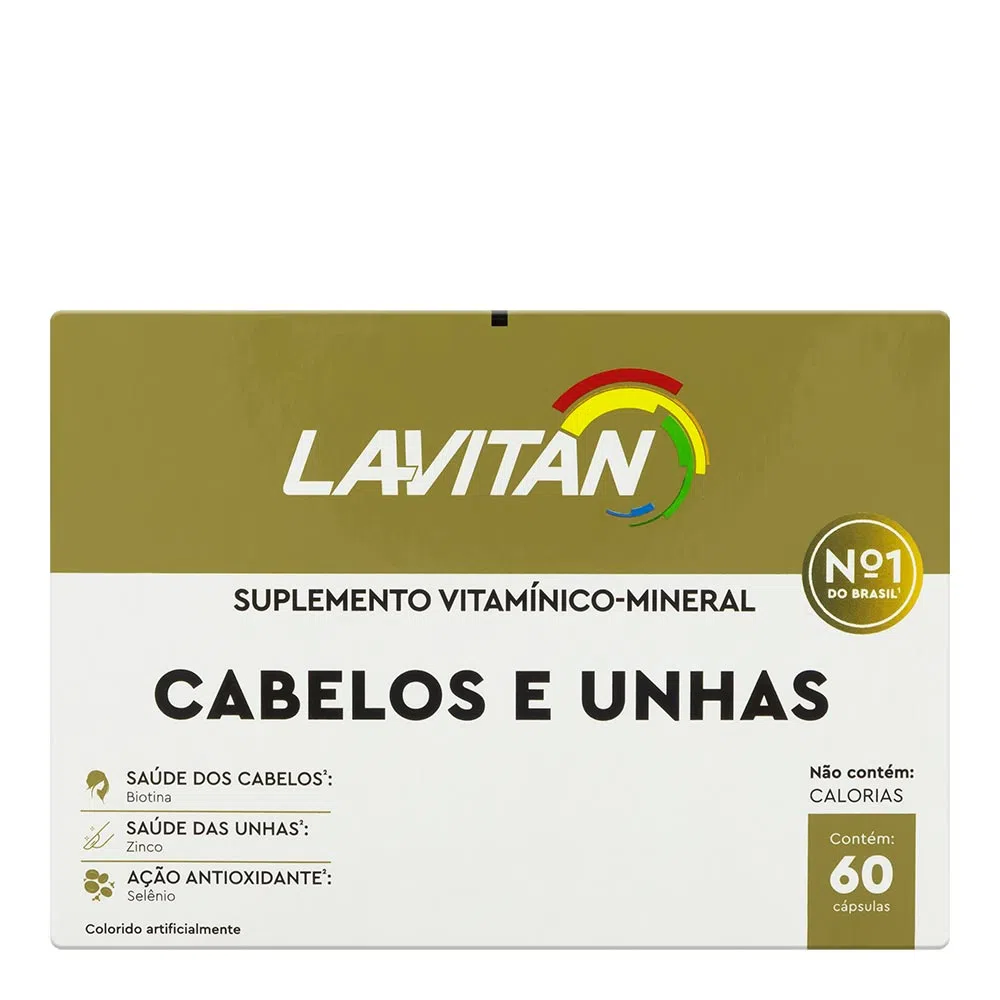 LAVITAN
Nº1
DO BRASIL¹
SUPLEMENTO VITAMÍNICO-MINERAL
CABELOS E UNHAS
SAÚDE DOS CABELOS²:
Biotina
SAÚDE DAS UNHAS²:
Zinco
AÇÃO ANTIOXIDANTE²:
Selênio
Colorido artificialmente
Não contém:
CALORIAS
Contém:
60
cápsulas